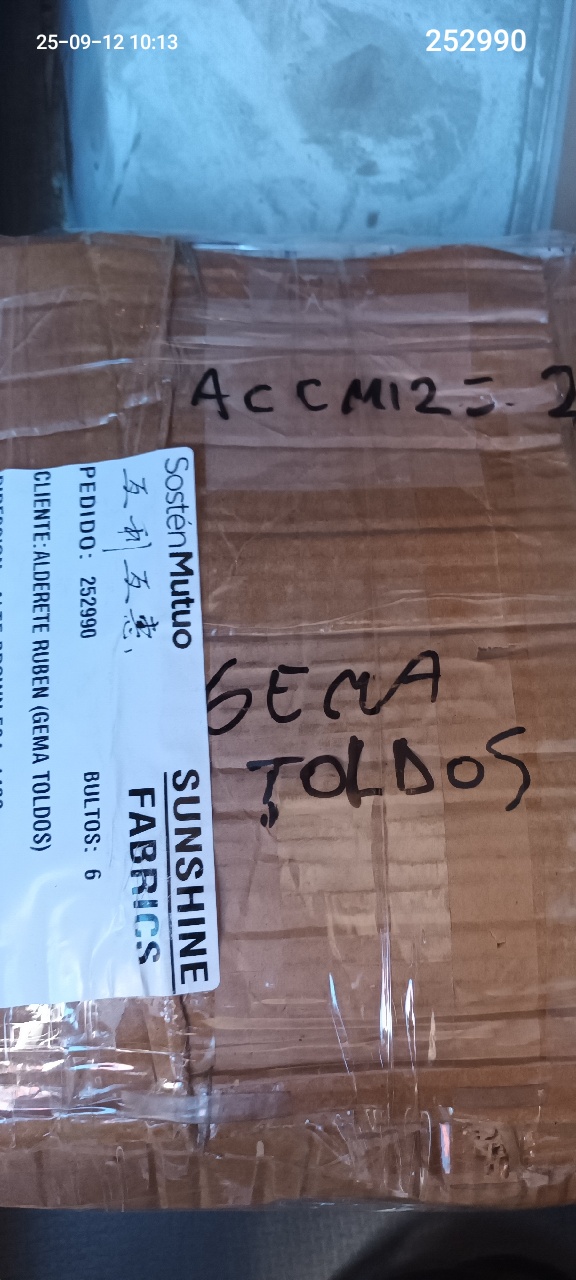 25-09-12 10:13
252990
ACCM12=2
SosténMutuo
互利互惠
SUNSHINE
FABRICS
PEDIDO: 252990
BULTOS: 6
CLIENTE: ALDERETE RUBEN (GEMA TOLDOS)
GEMA
TOLDOS